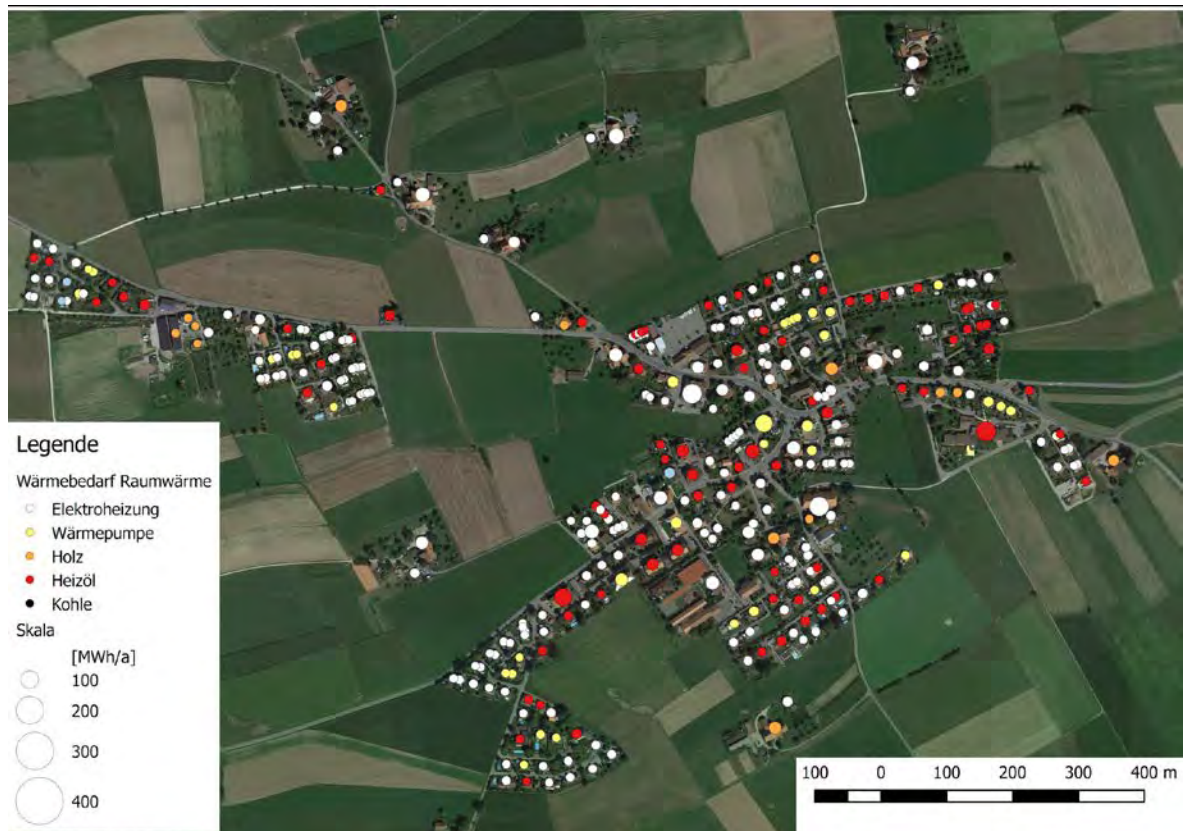 Legende
Wärmebedarf Raumwärme
Elektroheizung
Wärmepumpe
Holz
Heizöl
Kohle
Skala
[MWh/a]
100
200
300
400
100 0 100 200 300 400 m